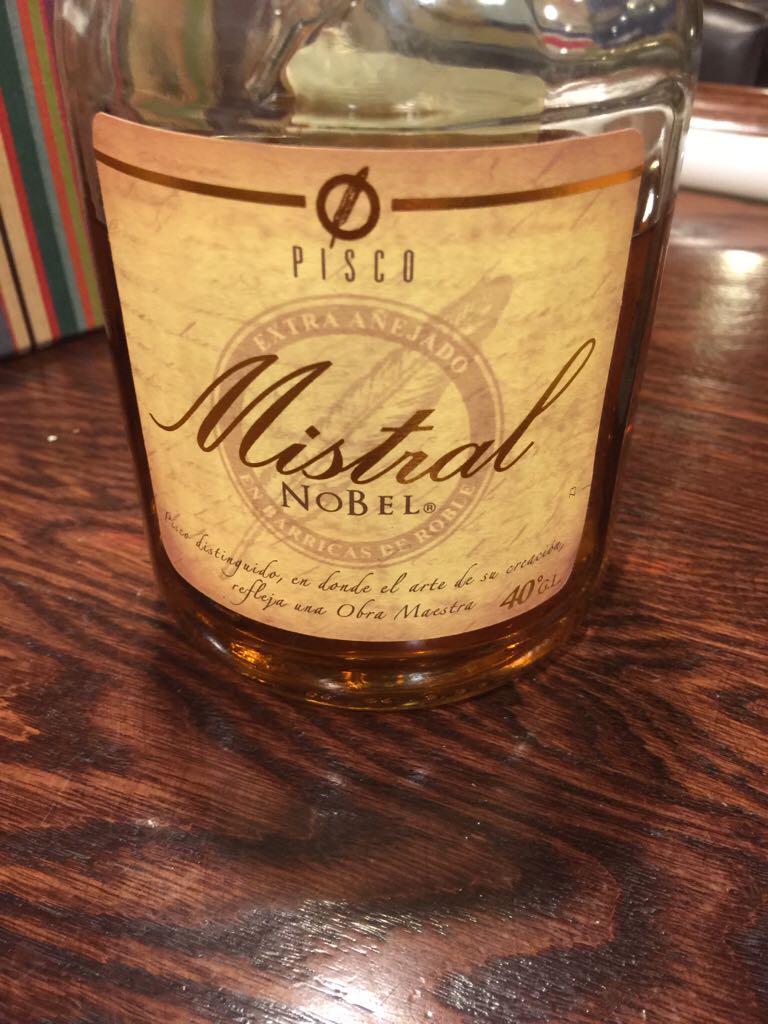 PISCO
EXTRA AÑEJADO
Mistral
NOBEL®
EN BARRICAS DE ROBLE
Pisco distinguido, en donde el arte de su creación,
refleja una Obra Maestra
40° G.L.